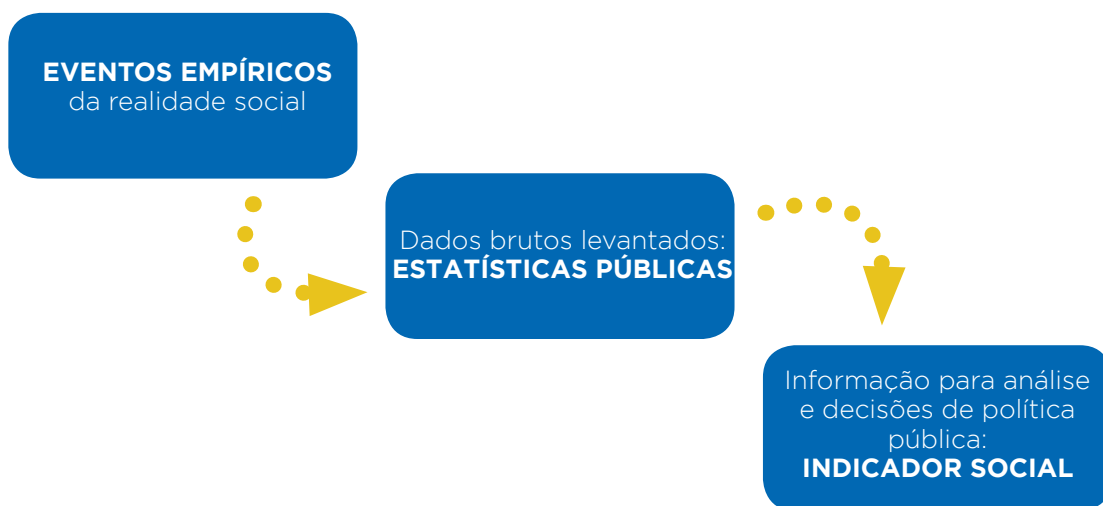 EVENTOS EMPÍRICOS
da realidade social
Dados brutos levantados:
ESTATÍSTICAS PÚBLICAS
Informação para análise
e decisões de política
pública:
INDICADOR SOCIAL